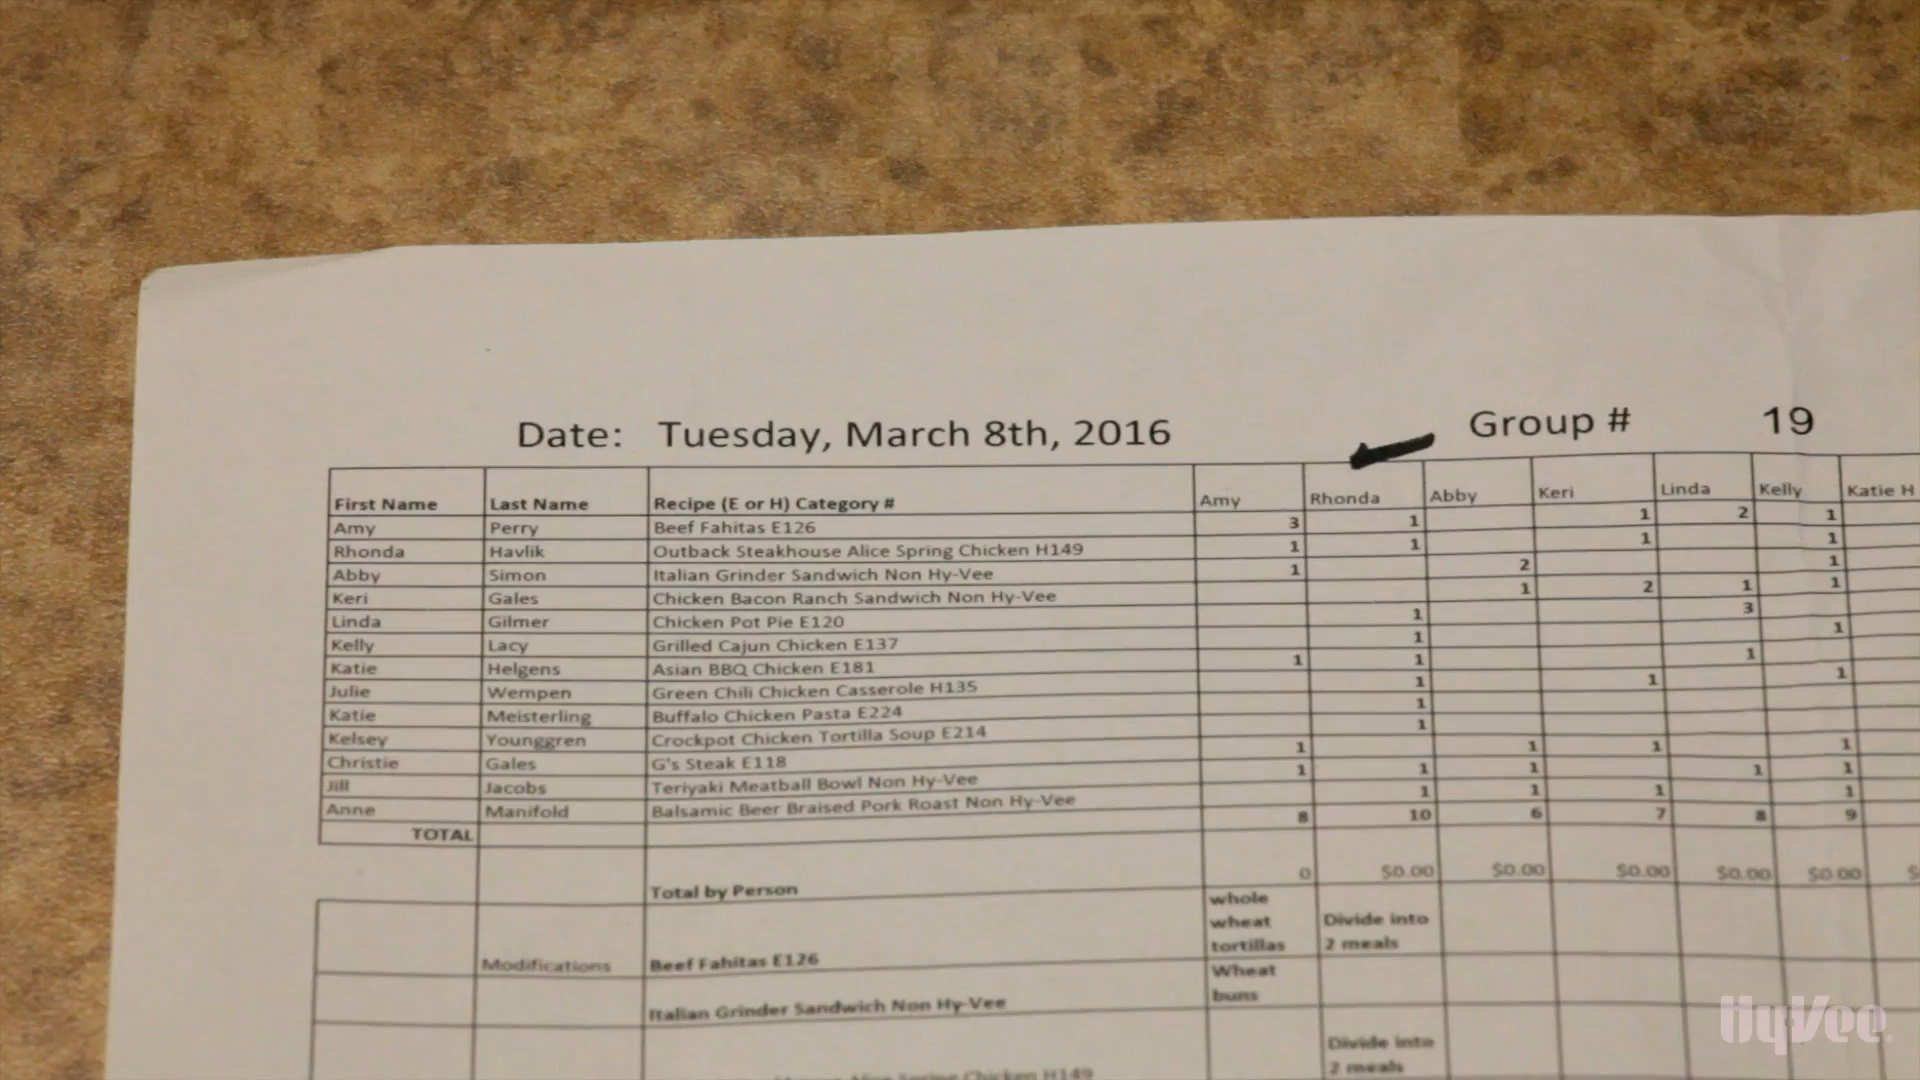 Date: Tuesday, March 8th, 2016 Group # 19
First Name Last Name Recipe (E or H) Category # Amy Rhonda Abby Keri Linda Kelly Katie H
Amy Perry Beef Fahitas E126 3 1 1 2 1
Rhonda Havlik Outback Steakhouse Alice Spring Chicken H149 1 1 1 1
Abby Simon Italian Grinder Sandwich Non Hy-Vee 1 2 1
Keri Gales Chicken Bacon Ranch Sandwich Non Hy-Vee 1 2 1 1
Linda Gilmer Chicken Pot Pie E120 1 3
Kelly Lacy Grilled Cajun Chicken E137 1 1
Katie Helgens Asian BBQ Chicken E181 1 1 1
Julie Wempen Green Chili Chicken Casserole H135 1 1 1
Katie Meisterling Buffalo Chicken Pasta E224 1
Kelsey Younggren Crockpot Chicken Tortilla Soup E214 1
Christie Gales G's Steak E118 1 1 1 1
Jill Jacobs Teriyaki Meatball Bowl Non Hy-Vee 1 1 1 1 1
Anne Manifold Balsamic Beer Braised Pork Roast Non Hy-Vee 1 1 1 1
TOTAL 8 10 6 7 8 9
Total by Person 0 $0.00 $0.00 $0.00 $0.00 $0.00
Modifications Beef Fahitas E126 whole wheat tortillas Divide into 2 meals
Italian Grinder Sandwich Non Hy-Vee Wheat buns
Alice Spring Chicken H149 Divide into 2 meals
HyVee